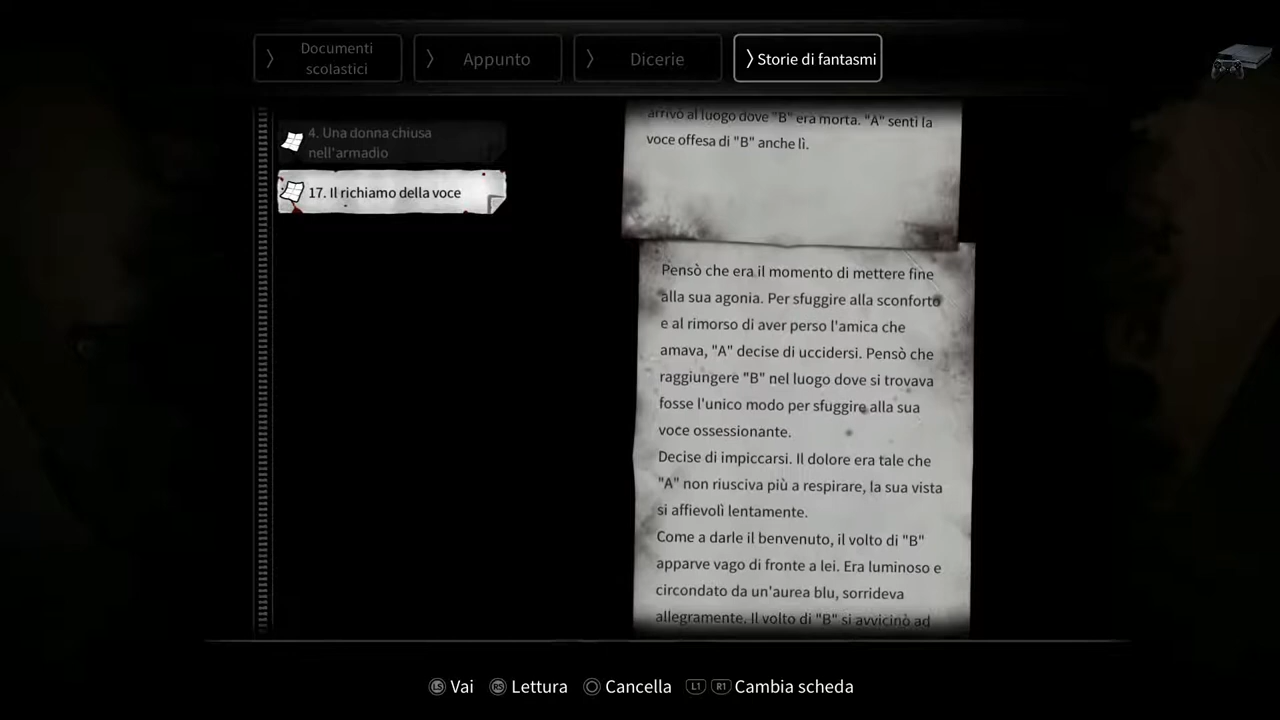 Documenti
scolastici
Appunto
Dicerie
Storie di fantasmi
4. Una donna chiusa
nell'armadio
17. Il richiamo della voce
arrivò al luogo dove "B" era morta. "A" sentì la
voce offesa di "B" anche lì.
Pensò che era il momento di mettere fine
alla sua agonia. Per sfuggire alla sconforto
e al rimorso di aver perso l'amica che
amava, "A" decise di uccidersi. Pensò che
raggiungere "B" nel luogo dove si trovava
fosse l'unico modo per sfuggire alla sua
voce ossessionante.
Decise di impiccarsi. Il dolore era tale che
"A" non riusciva più a respirare, la sua vista
si affievolì lentamente.
Come a darle il benvenuto, il volto di "B"
apparve vago di fronte a lei. Era luminoso e
circondato da un'aurea blu, sorrideva
allegramente. Il volto di "B" si avvicinò ad
LS Vai RS Lettura Cancella L1 R1 Cambia scheda